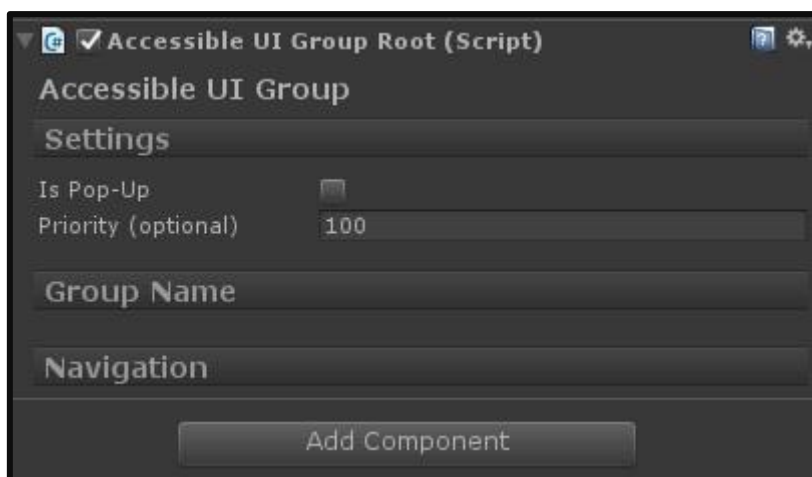 Accessible UI Group Root (Script)
Accessible UI Group
Settings
Is Pop-Up
Priority (optional) 100
Group Name
Navigation
Add Component